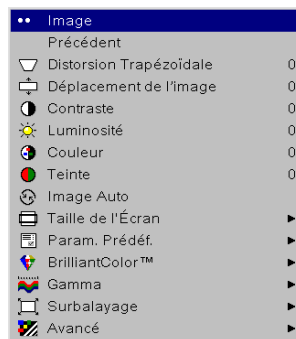 Image
Précédent
Distorsion Trapézoïdale 0
Déplacement de l'image 0
Contraste 0
Luminosité 0
Couleur 0
Teinte 0
Image Auto
Taille de l'Écran
Param. Prédéf.
BrilliantColor™
Gamma
Surbalayage
Avancé